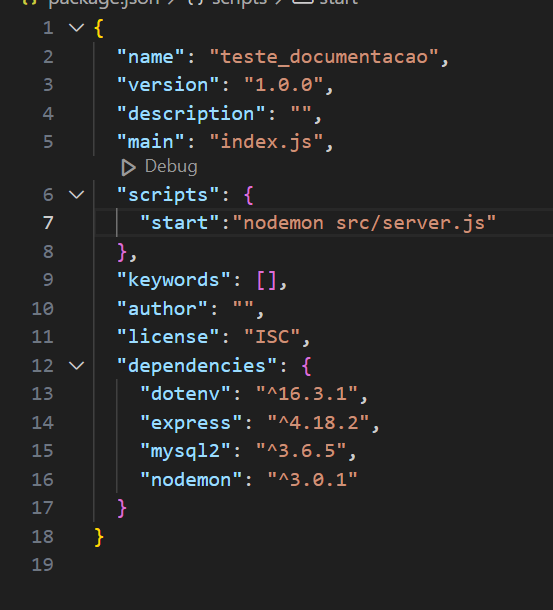 package.json > {} scripts > start
1 {
2 "name": "teste_documentacao",
3 "version": "1.0.0",
4 "description": "",
5 "main": "index.js",
Debug
6 "scripts": {
7 "start":"nodemon src/server.js"
8 },
9 "keywords": [],
10 "author": "",
11 "license": "ISC",
12 "dependencies": {
13 "dotenv": "^16.3.1",
14 "express": "^4.18.2",
15 "mysql2": "^3.6.5",
16 "nodemon": "^3.0.1"
17 }
18 }
19